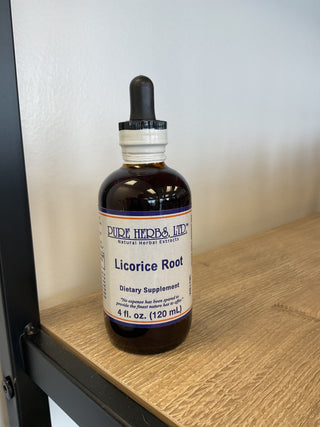 PURE HERBS, LTD.
Natural Herbal Extracts
Licorice Root
Dietary Supplement
"No expense has been spared to
provide the finest nature has to offer."
4 fl. oz. (120 mL)